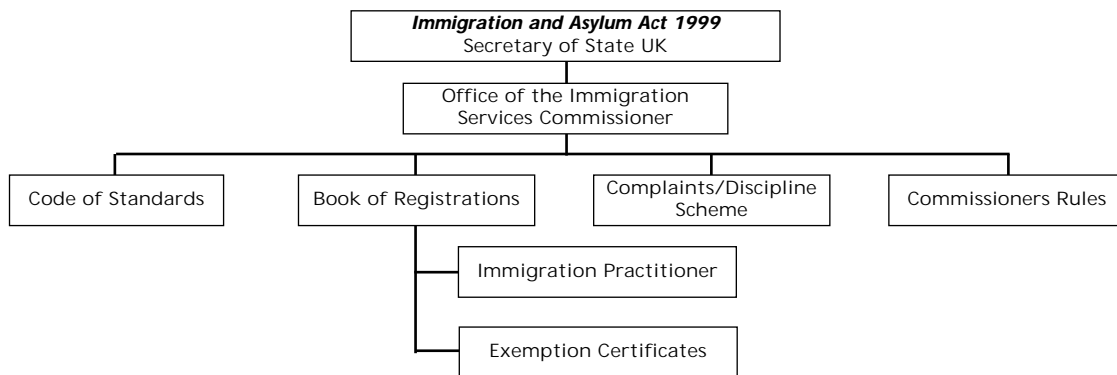 Immigration and Asylum Act 1999
Secretary of State UK
Office of the Immigration
Services Commissioner
Code of Standards
Book of Registrations
Complaints/Discipline
Scheme
Commissioners Rules
Immigration Practitioner
Exemption Certificates